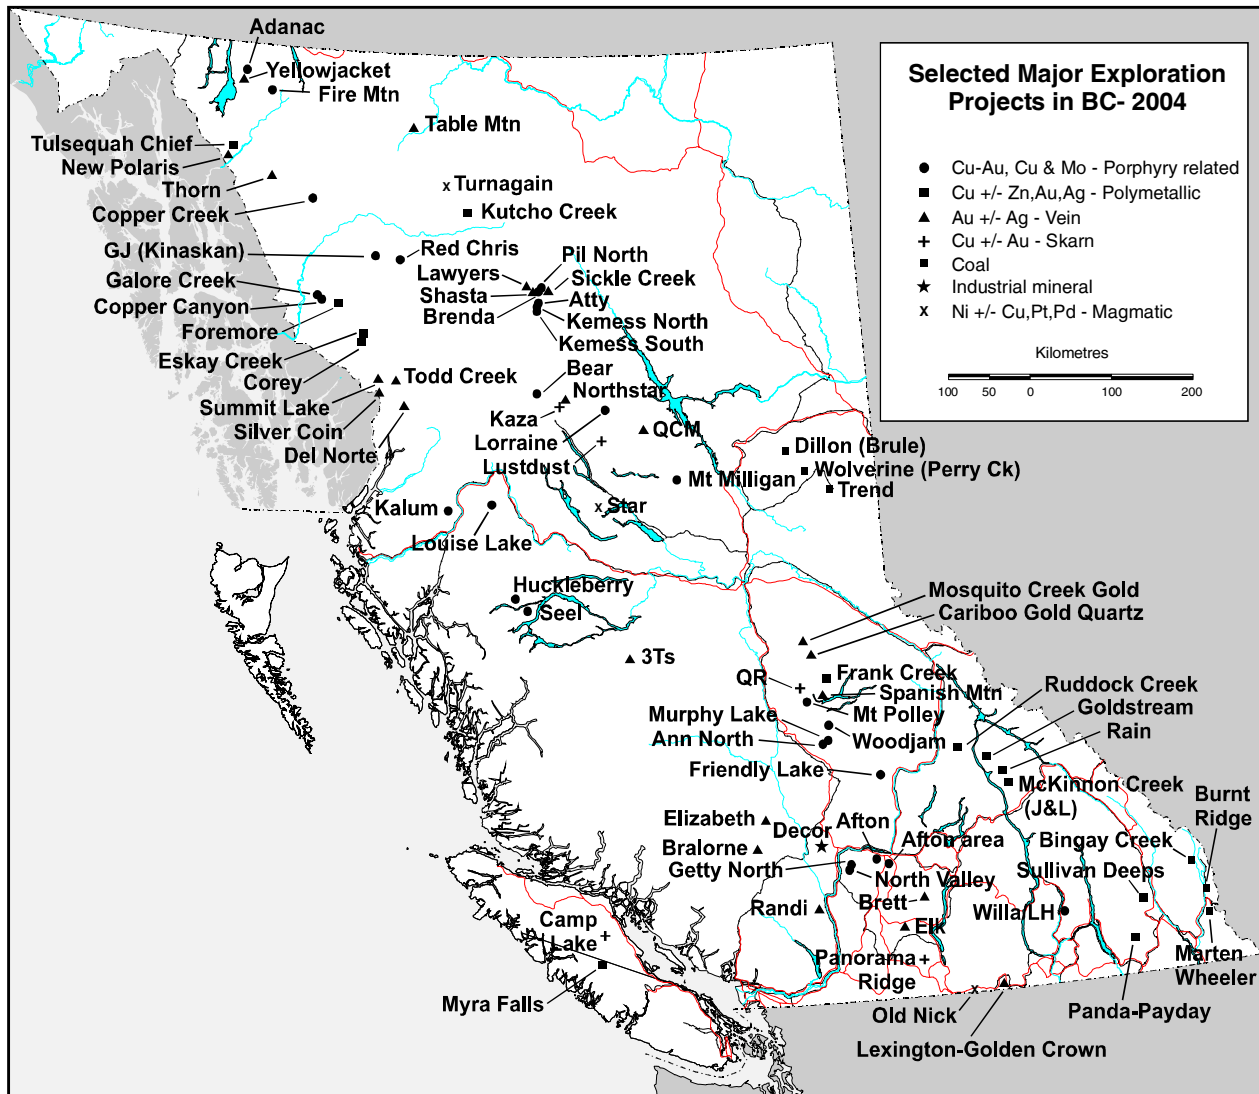 Adanac
Yellowjacket
Fire Mtn
Table Mtn
Tulsequah Chief
New Polaris
Thorn
Copper Creek
Turnagain
Kutcho Creek
GJ (Kinaskan)
Red Chris
Galore Creek
Copper Canyon
Foremore
Eskay Creek
Corey
Summit Lake
Silver Coin
Del Norte
Todd Creek
Pil North
Lawyers
Sickle Creek
Shasta
Atty
Brenda
Kemess North
Kemess South
Bear
Northstar
Kaza
Lorraine
Lustdust
QCM
Mt Milligan
Star
Kalum
Louise Lake
Dillon (Brule)
Wolverine (Perry Ck)
Trend
Selected Major Exploration
Projects in BC- 2004
Cu-Au, Cu & Mo - Porphyry related
Cu +/- Zn,Au,Ag - Polymetallic
Au +/- Ag - Vein
Cu +/- Au - Skarn
Coal
Industrial mineral
Ni +/- Cu,Pt,Pd - Magmatic
Kilometres
100 50 0 100 200
Huckleberry
Seel
3Ts
Mosquito Creek Gold
Cariboo Gold Quartz
QR
Frank Creek
Spanish Mtn
Mt Polley
Murphy Lake
Woodjam
Ann North
Friendly Lake
Ruddock Creek
Goldstream
Rain
McKinnon Creek
(J&L)
Burnt
Ridge
Elizabeth
Decor
Afton
Afton area
Bralorne
Getty North
North Valley
Brett
Bingay Creek
Sullivan Deeps
Randi
Elk
Willa/LH
Camp
Lake
Panorama
Ridge
Marten
Wheeler
Myra Falls
Old Nick
Panda-Payday
Lexington-Golden Crown